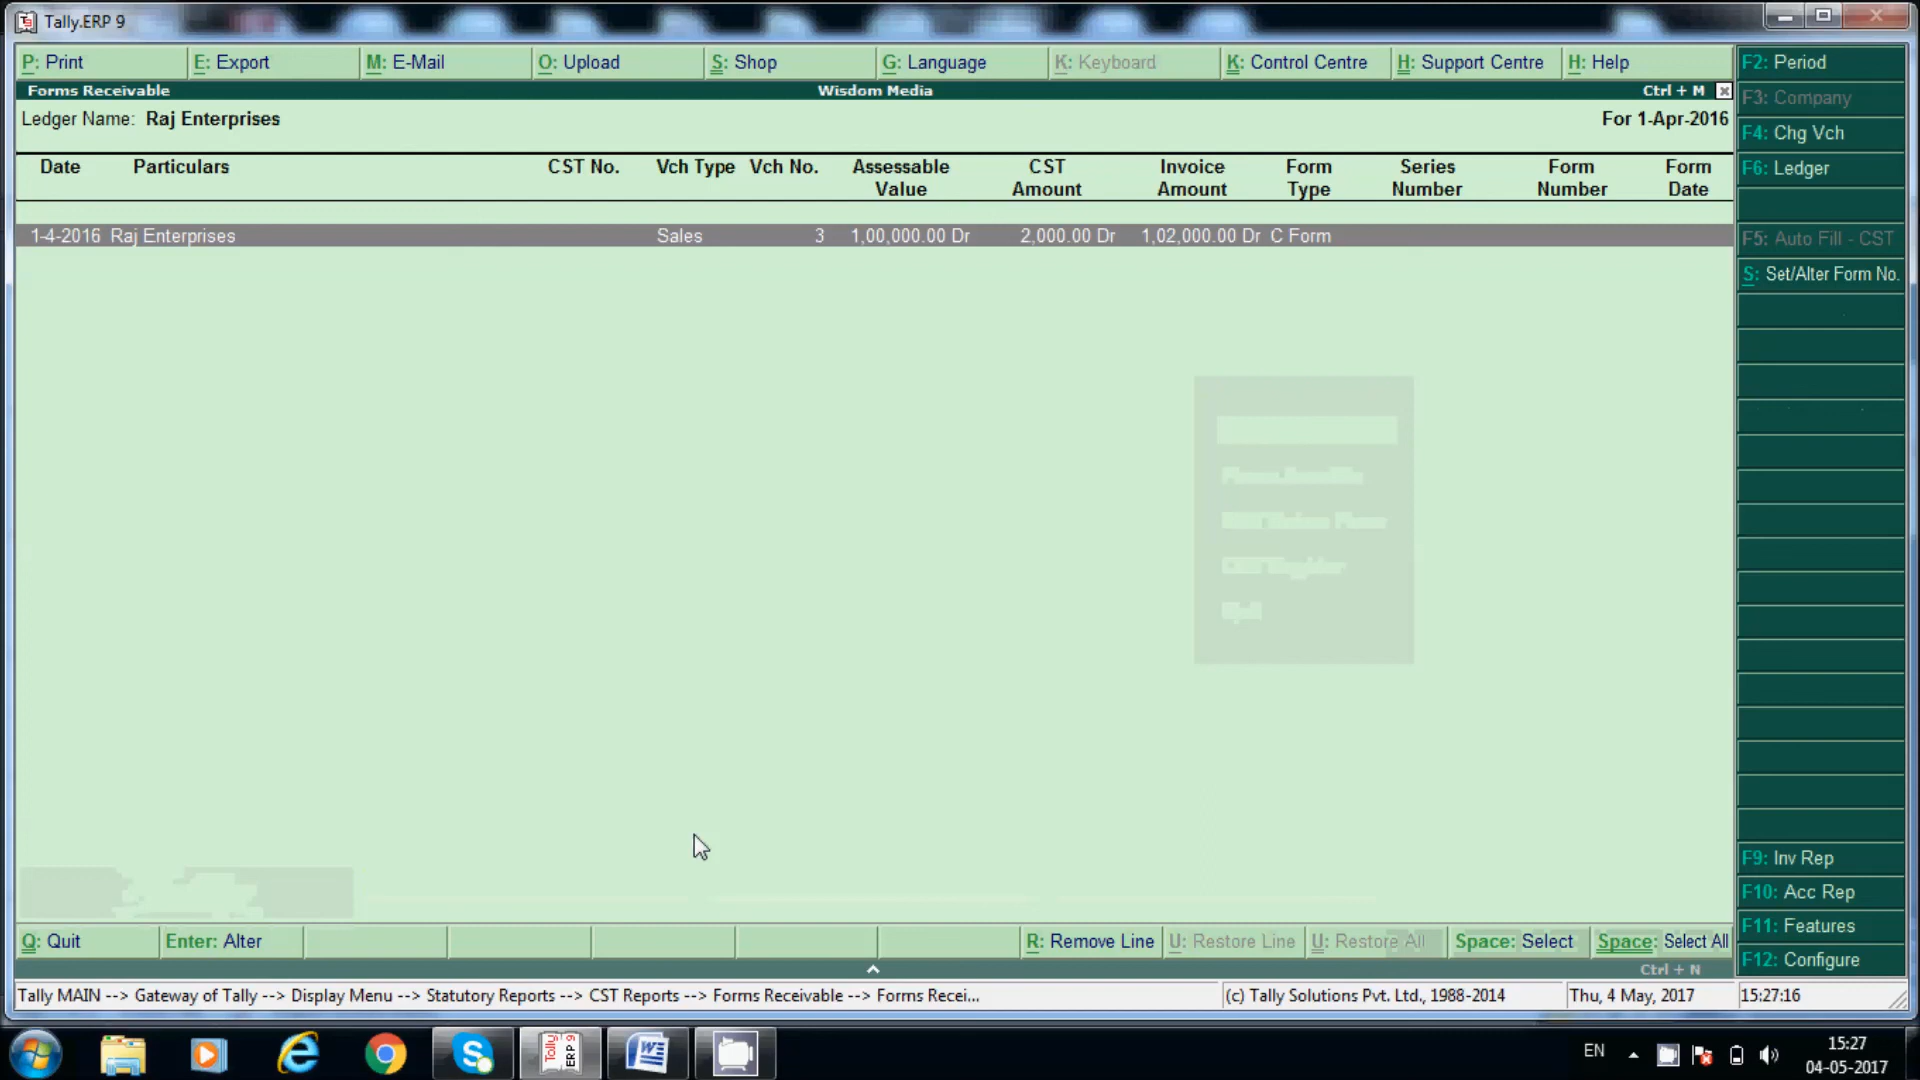 Tally.ERP 9
P: Print E: Export M: E-Mail O: Upload S: Shop G: Language K: Keyboard K: Control Centre H: Support Centre H: Help
Forms Receivable Wisdom Media Ctrl + M
Ledger Name: Raj Enterprises For 1-Apr-2016
Date Particulars CST No. Vch Type Vch No. Assessable Value CST Amount Invoice Amount Form Type Series Number Form Number Form Date
1-4-2016 Raj Enterprises Sales 3 1,00,000.00 Dr 2,000.00 Dr 1,02,000.00 Dr C Form
F2: Period
F3: Company
F4: Chg Vch
F6: Ledger
F5: Auto Fill - CST
S: Set/Alter Form No.
F9: Inv Rep
F10: Acc Rep
F11: Features
F12: Configure
Q: Quit Enter: Alter R: Remove Line U: Restore Line U: Restore All Space: Select Space: Select All
Ctrl + N
Tally MAIN --> Gateway of Tally --> Display Menu --> Statutory Reports --> CST Reports --> Forms Receivable --> Forms Recei... (c) Tally Solutions Pvt. Ltd., 1988-2014 Thu, 4 May, 2017 15:27:16
Tally ERP 9
EN 15:27
04-05-2017